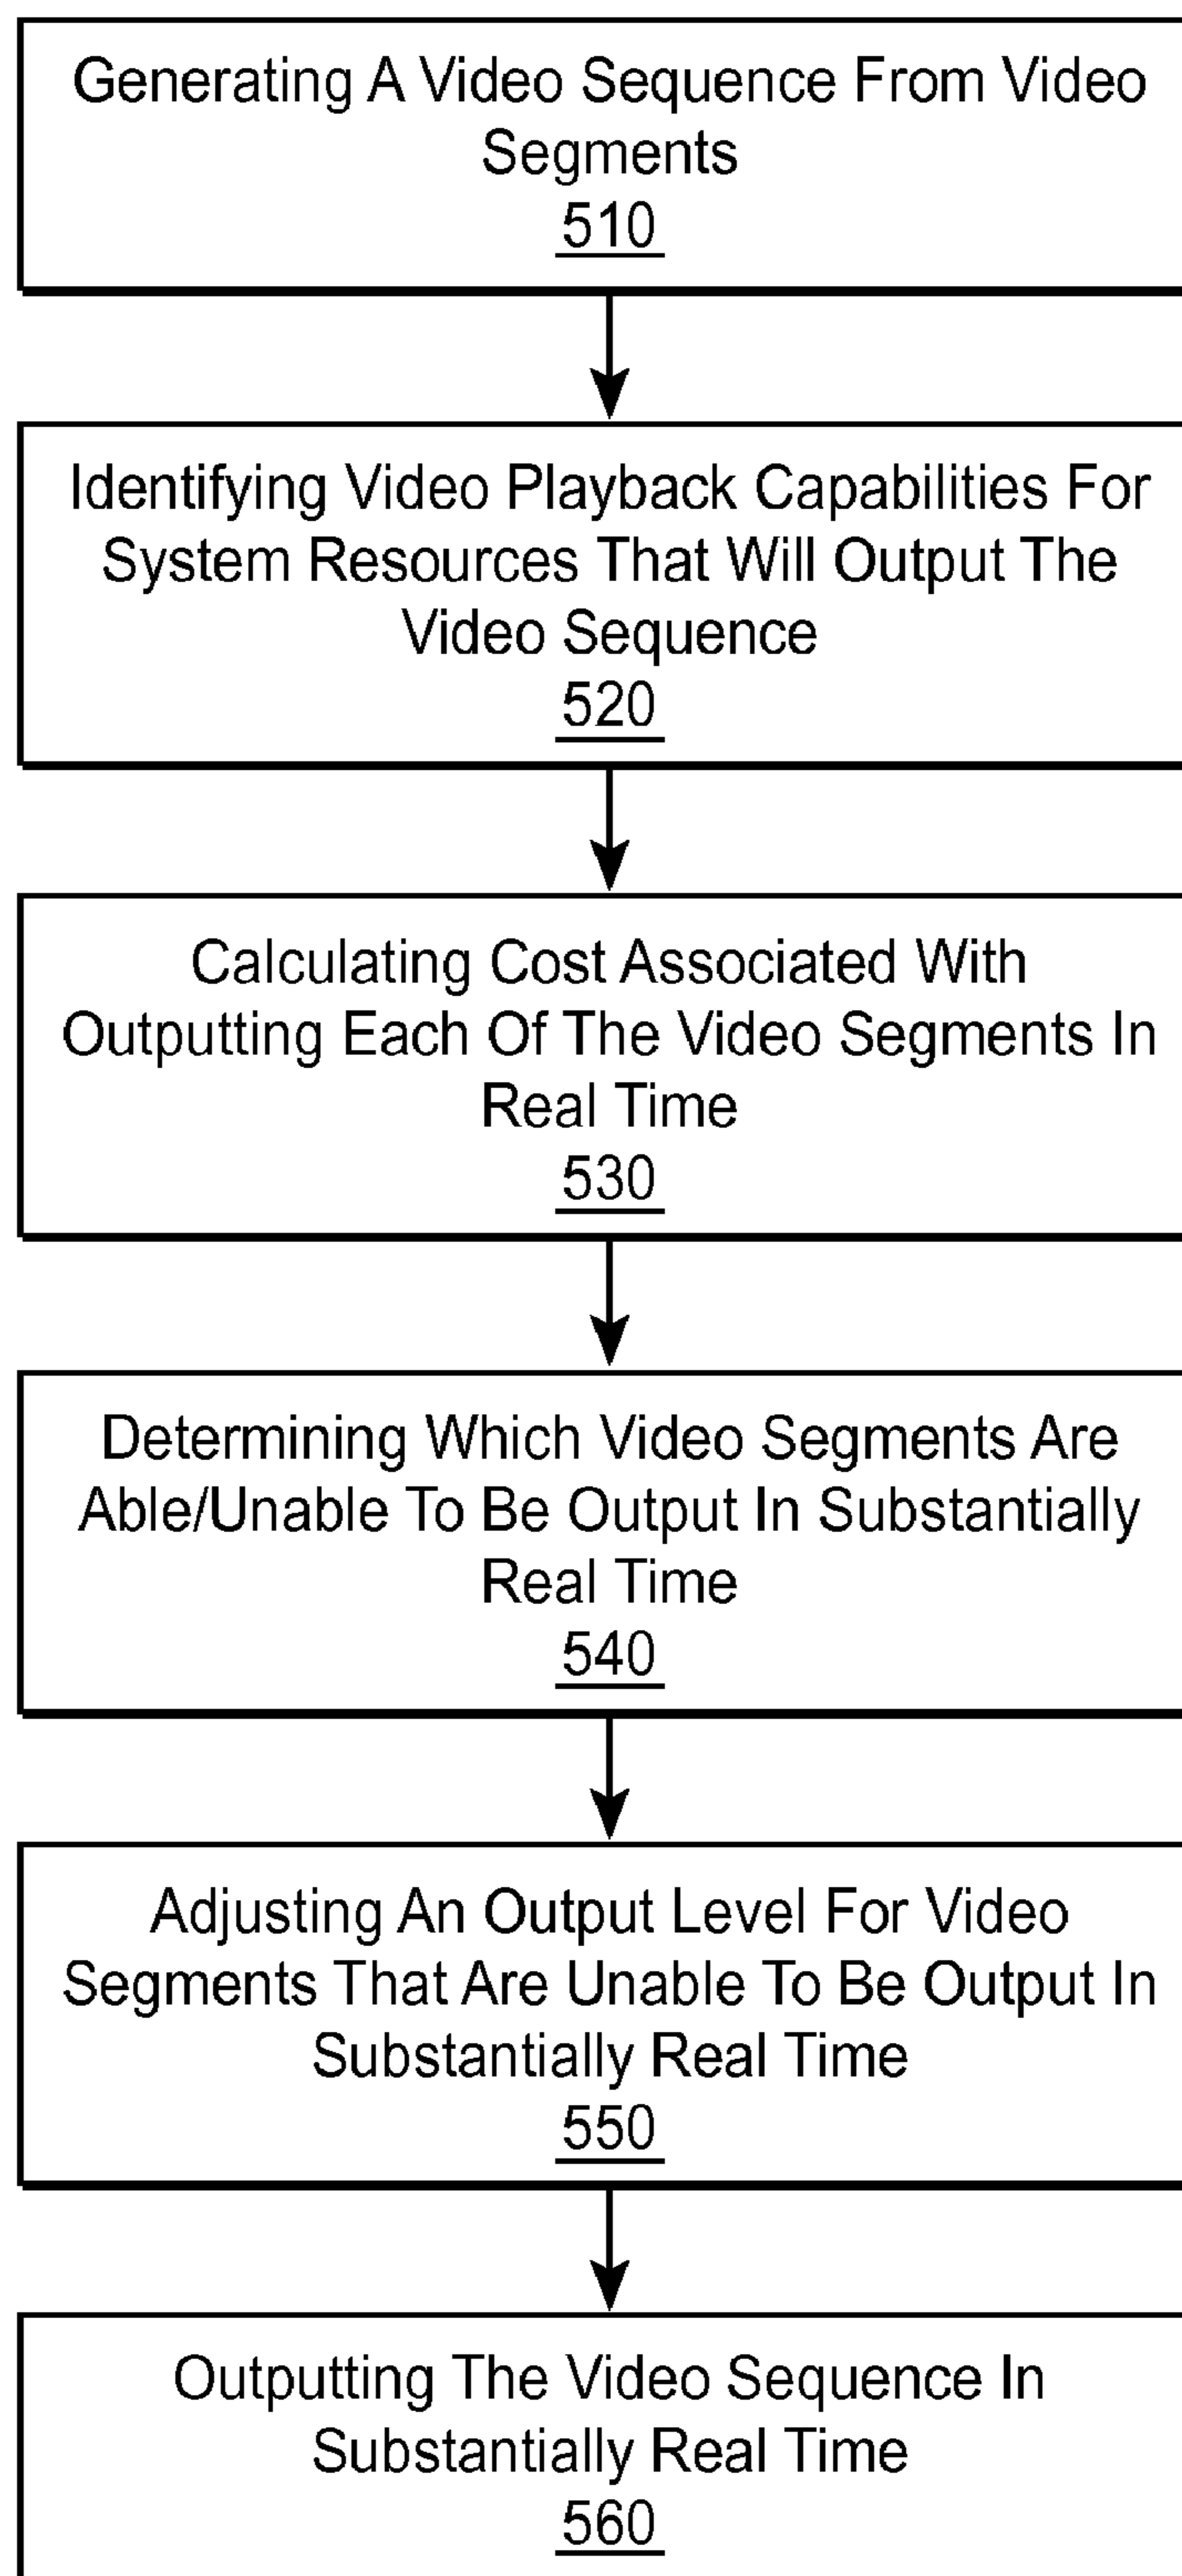 Generating A Video Sequence From Video
Segments
510
Identifying Video Playback Capabilities For
System Resources That Will Output The
Video Sequence
520
Calculating Cost Associated With
Outputting Each Of The Video Segments In
Real Time
530
Determining Which Video Segments Are
Able/Unable To Be Output In Substantially
Real Time
540
Adjusting An Output Level For Video
Segments That Are Unable To Be Output In
Substantially Real Time
550
Outputting The Video Sequence In
Substantially Real Time
560